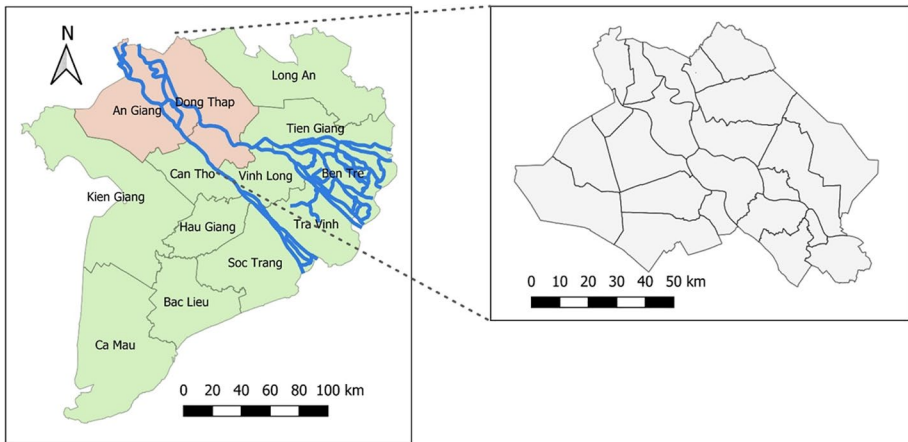 N
Long An
Dong Thap
An Giang
Tien Giang
Can Tho
Vinh Long
Ben Tre
Kien Giang
Hau Giang
Tra Vinh
Soc Trang
Bac Lieu
Ca Mau
0 20 40 60 80 100 km
0 10 20 30 40 50 km